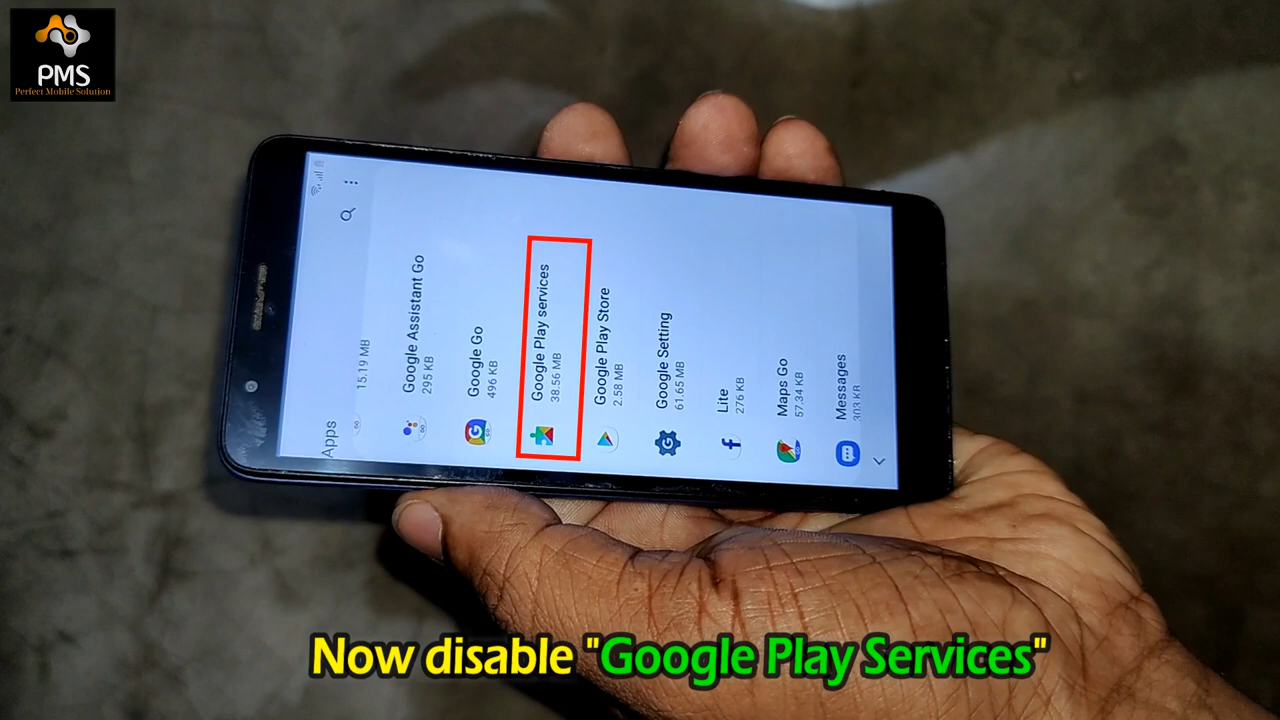 PMS
Perfect Mobile Solution
Apps
15.19 MB
Google Assistant Go
295 KB
Google Go
496 KB
Google Play services
38.56 MB
Google Play Store
2.58 MB
Google Setting
61.65 MB
Lite
276 KB
Maps Go
57.34 KB
Messages
303 KB
Now disable "Google Play Services"